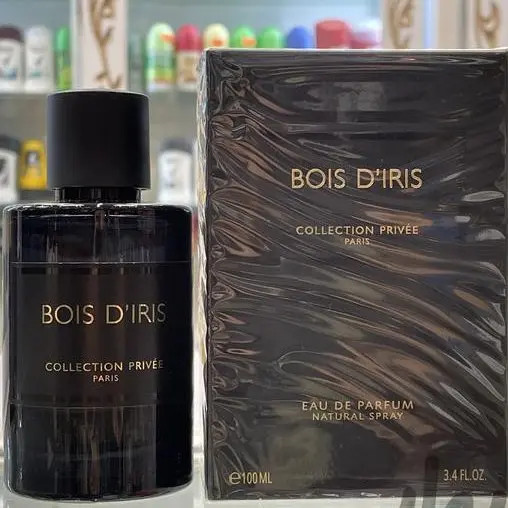 BOIS D'IRIS
COLLECTION PRIVÉE
PARIS
BOIS D'IRIS
COLLECTION PRIVÉE
PARIS
EAU DE PARFUM
NATURAL SPRAY
e100ML
3.4 FL.OZ.